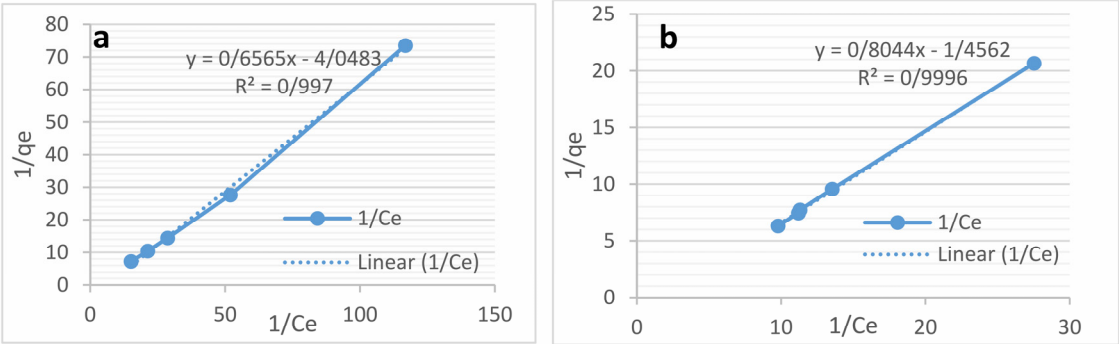 a
80
70
60
50
40
30
20
10
0
1/qe
y = 0/6565x - 4/0483
R² = 0/997
1/Ce
Linear (1/Ce)
0
50
100
150
1/Ce
b
25
20
15
10
5
0
1/qe
y = 0/8044x - 1/4562
R² = 0/9996
1/Ce
Linear (1/Ce)
0
10
20
30
1/Ce